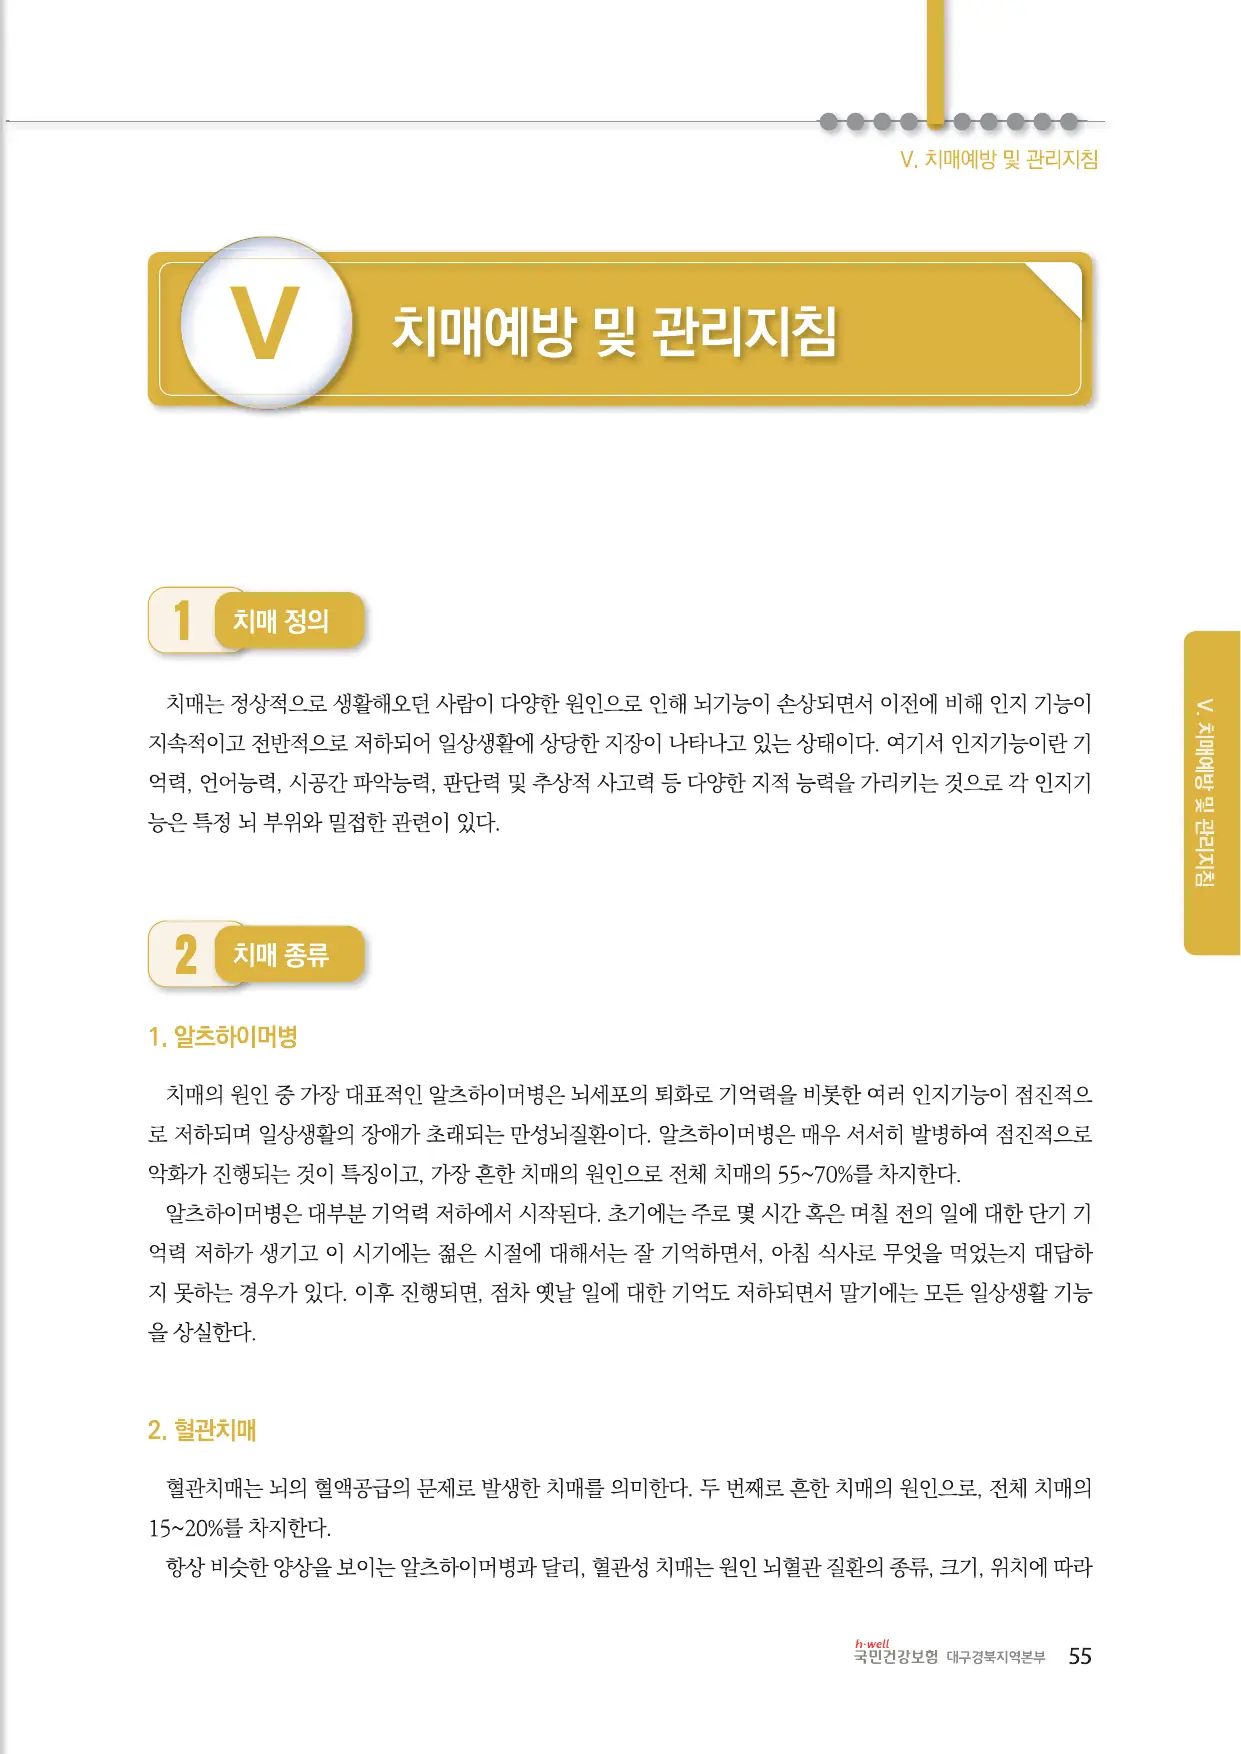 V. 치매예방 및 관리지침
V
치매예방 및 관리지침
1
치매 정의
치매는 정상적으로 생활해오던 사람이 다양한 원인으로 인해 뇌기능이 손상되면서 이전에 비해 인지 기능이
지속적이고 전반적으로 저하되어 일상생활에 상당한 지장이 나타나고 있는 상태이다. 여기서 인지기능이란 기
억력, 언어능력, 시공간 파악능력, 판단력 및 추상적 사고력 등 다양한 지적 능력을 가리키는 것으로 각 인지기
능은 특정 뇌 부위와 밀접한 관련이 있다.
V. 치매예방 및 관리지침
2
치매 종류
1. 알츠하이머병
치매의 원인 중 가장 대표적인 알츠하이머병은 뇌세포의 퇴화로 기억력을 비롯한 여러 인지기능이 점진적으
로 저하되며 일상생활의 장애가 초래되는 만성뇌질환이다. 알츠하이머병은 매우 서서히 발병하여 점진적으로
악화가 진행되는 것이 특징이고, 가장 흔한 치매의 원인으로 전체 치매의 55~70%를 차지한다.
알츠하이머병은 대부분 기억력 저하에서 시작된다. 초기에는 주로 몇 시간 혹은 며칠 전의 일에 대한 단기 기
억력 저하가 생기고 이 시기에는 젊은 시절에 대해서는 잘 기억하면서, 아침 식사로 무엇을 먹었는지 대답하
지 못하는 경우가 있다. 이후 진행되면, 점차 옛날 일에 대한 기억도 저하되면서 말기에는 모든 일상생활 기능
을 상실한다.
2. 혈관치매
혈관치매는 뇌의 혈액공급의 문제로 발생한 치매를 의미한다. 두 번째로 흔한 치매의 원인으로, 전체 치매의
15~20%를 차지한다.
항상 비슷한 양상을 보이는 알츠하이머병과 달리, 혈관성 치매는 원인 뇌혈관 질환의 종류, 크기, 위치에 따라
h·well
국민건강보험 대구경북지역본부 55